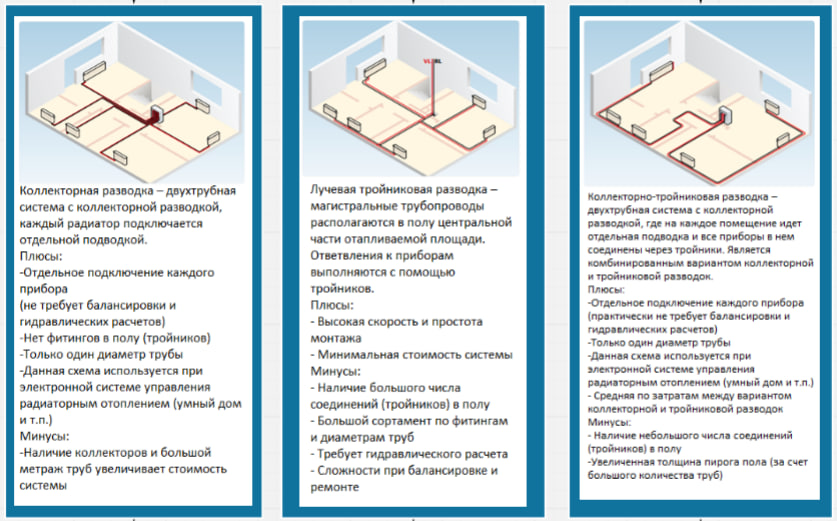 Коллекторная разводка – двухтрубная
система с коллекторной разводкой,
каждый радиатор подключается
отдельной подводкой.
Плюсы:
-Отдельное подключение каждого
прибора
(не требует балансировки и
гидравлических расчетов)
-Нет фитингов в полу (тройников)
-Только один диаметр трубы
-Данная схема используется при
электронной системе управления
радиаторным отоплением (умный дом
и т.п.)
Минусы:
-Наличие коллекторов и большой
метраж труб увеличивает стоимость
системы
VL RL
Лучевая тройниковая разводка –
магистральные трубопроводы
располагаются в полу центральной
части отапливаемой площади.
Ответвления к приборам
выполняются с помощью
тройников.
Плюсы:
- Высокая скорость и простота
монтажа
- Минимальная стоимость системы
Минусы:
- Наличие большого числа
соединений (тройников) в полу
- Большой сортамент по фитингам
и диаметрам труб
- Требует гидравлического расчета
- Сложности при балансировке и
ремонте
Коллекторно-тройниковая разводка –
двухтрубная система с коллекторной
разводкой, где на каждое помещение идет
отдельная подводка и все приборы в нем
соединены через тройники. Является
комбинированным вариантом коллекторной
и тройниковой разводок.
Плюсы:
-Отдельное подключение каждого прибора
(практически не требует балансировки и
гидравлических расчетов)
-Только один диаметр трубы
-Данная схема используется при
электронной системе управления
радиаторным отоплением (умный дом и т.п.)
- Средняя по затратам между вариантом
коллекторной и тройниковой разводок
Минусы:
- Наличие небольшого числа соединений
(тройников) в полу
-Увеличенная толщина пирога пола (за счет
большого количества труб)